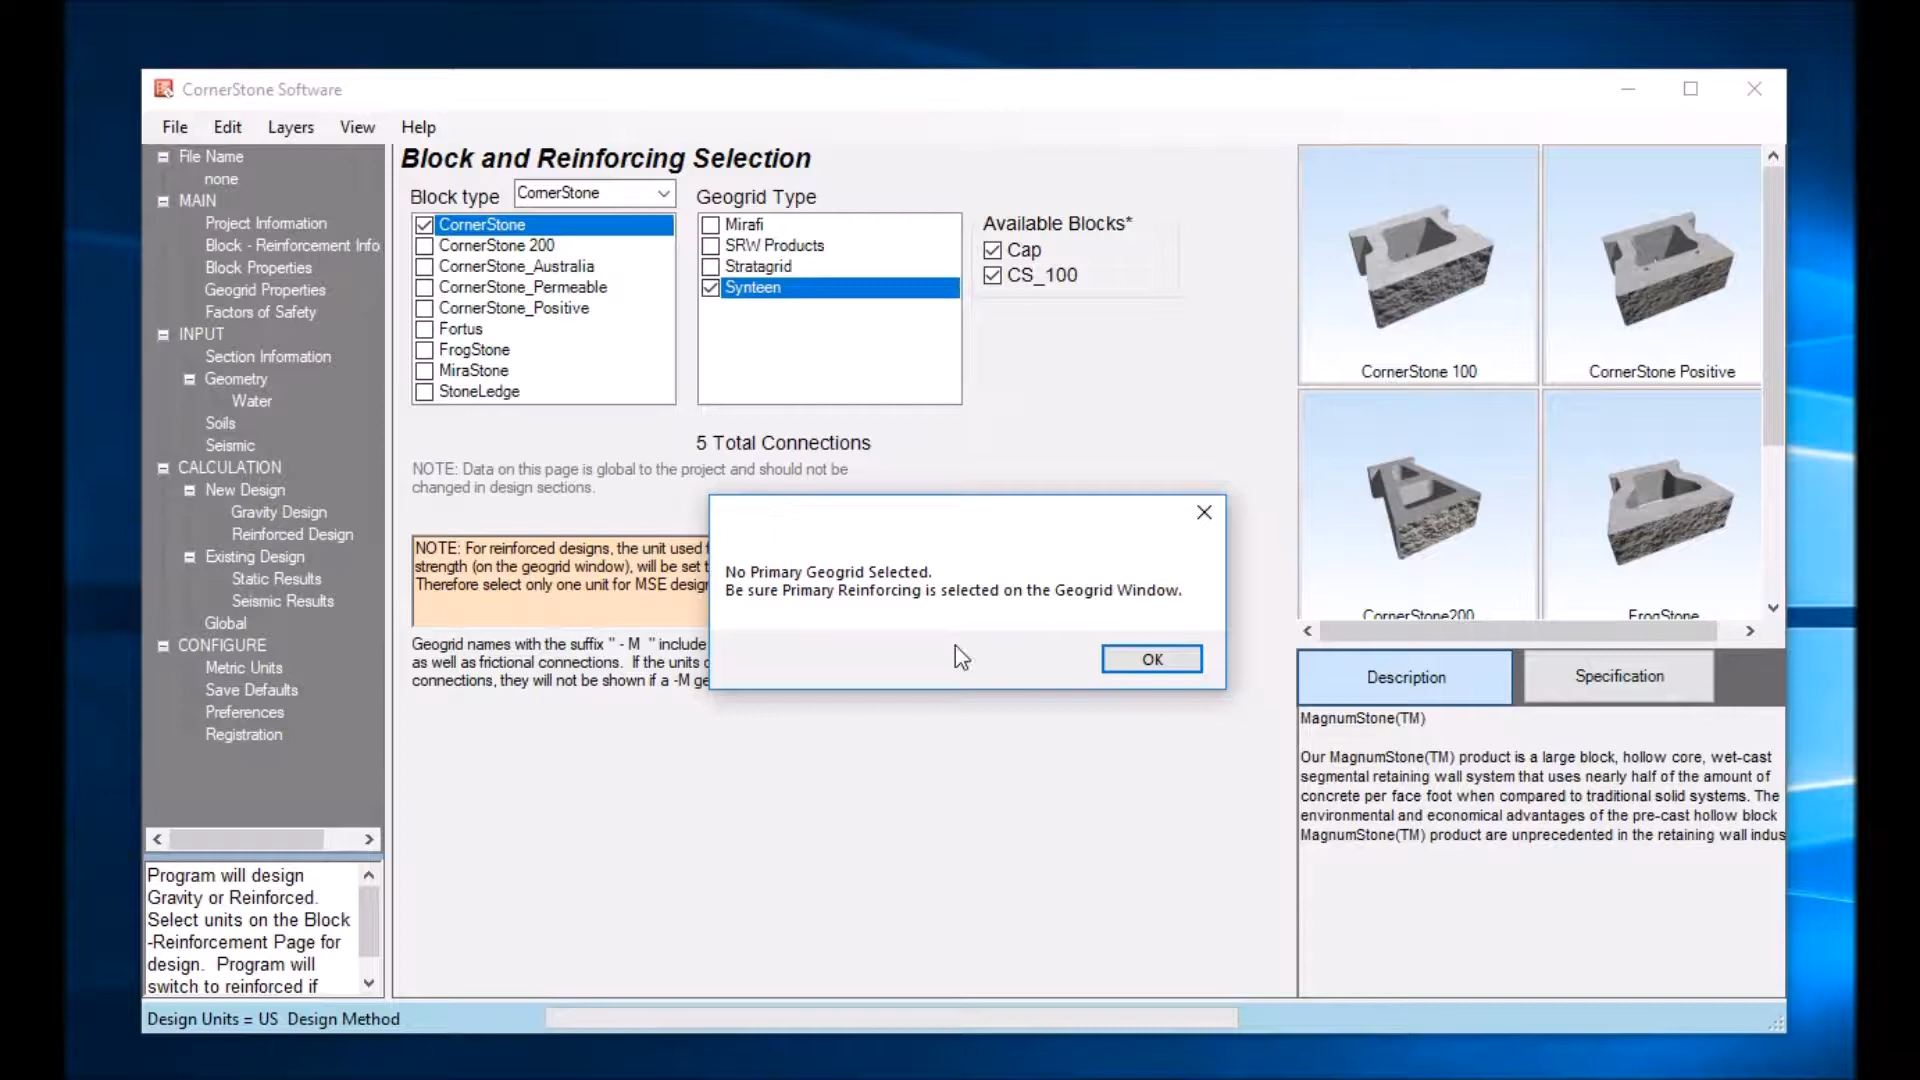 CornerStone Software
File Edit Layers View Help
File Name
none
MAIN
Project Information
Block - Reinforcement Info
Block Properties
Geogrid Properties
Factors of Safety
INPUT
Section Information
Geometry
Water
Soils
Seismic
CALCULATION
New Design
Gravity Design
Reinforced Design
Existing Design
Static Results
Seismic Results
Global
CONFIGURE
Metric Units
Save Defaults
Preferences
Registration
Program will design
Gravity or Reinforced.
Select units on the Block
-Reinforcement Page for
design. Program will
switch to reinforced if
Block and Reinforcing Selection
Block type CornerStone
CornerStone
CornerStone 200
CornerStone_Australia
CornerStone_Permeable
CornerStone_Positive
Fortus
FrogStone
MiraStone
StoneLedge
Geogrid Type
Mirafi
SRW Products
Stratagrid
Synteen
Available Blocks*
Cap
CS_100
5 Total Connections
NOTE: Data on this page is global to the project and should not be
changed in design sections.
NOTE: For reinforced designs, the unit used
strength (on the geogrid window), will be set
Therefore select only one unit for MSE design
Geogrid names with the suffix " - M " include
as well as frictional connections. If the units
connections, they will not be shown if a -M
No Primary Geogrid Selected.
Be sure Primary Reinforcing is selected on the Geogrid Window.
OK
CornerStone 100
CornerStone Positive
CornerStone200
FrogStone
Description
Specification
MagnumStone(TM)
Our MagnumStone(TM) product is a large block, hollow core, wet-cast
segmental retaining wall system that uses nearly half of the amount of
concrete per face foot when compared to traditional solid systems. The
environmental and economical advantages of the pre-cast hollow block
MagnumStone(TM) product are unprecedented in the retaining wall indus
Design Units = US Design Method